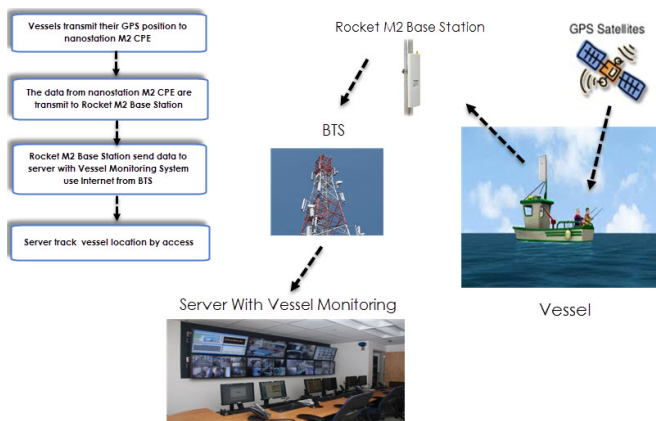 Vessels transmit their GPS position to
nanostation M2 CPE
The data from nanostation M2 CPE are
transmit to Rocket M2 Base Station
Rocket M2 Base Station send data to
server with Vessel Monitoring System
use Internet from BTS
Server track vessel location by access
Rocket M2 Base Station
GPS Satellites
BTS
Vessel
Server With Vessel Monitoring